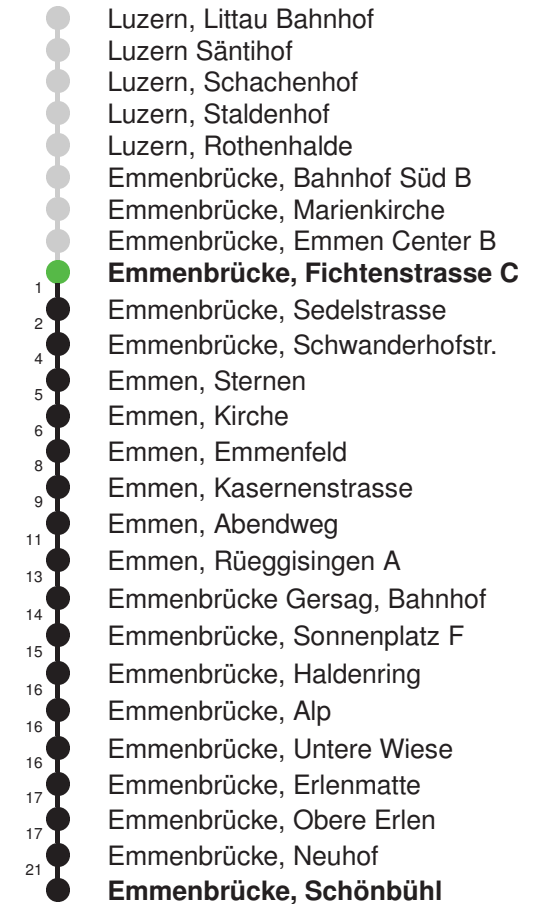 Luzern, Littau Bahnhof
Luzern Säntihof
Luzern, Schachenhof
Luzern, Staldenhof
Luzern, Rothenhalde
Emmenbrücke, Bahnhof Süd B
Emmenbrücke, Marienkirche
Emmenbrücke, Emmen Center B
Emmenbrücke, Fichtenstrasse C
1 Emmenbrücke, Sedelstrasse
2 Emmenbrücke, Schwanderhofstr.
4 Emmen, Sternen
5 Emmen, Kirche
6 Emmen, Emmenfeld
8 Emmen, Kasernenstrasse
9 Emmen, Abendweg
11 Emmen, Rüeggisingen A
13 Emmenbrücke Gersag, Bahnhof
14 Emmenbrücke, Sonnenplatz F
15 Emmenbrücke, Haldenring
16 Emmenbrücke, Alp
16 Emmenbrücke, Untere Wiese
16 Emmenbrücke, Erlenmatte
17 Emmenbrücke, Obere Erlen
17 Emmenbrücke, Neuhof
21 Emmenbrücke, Schönbühl